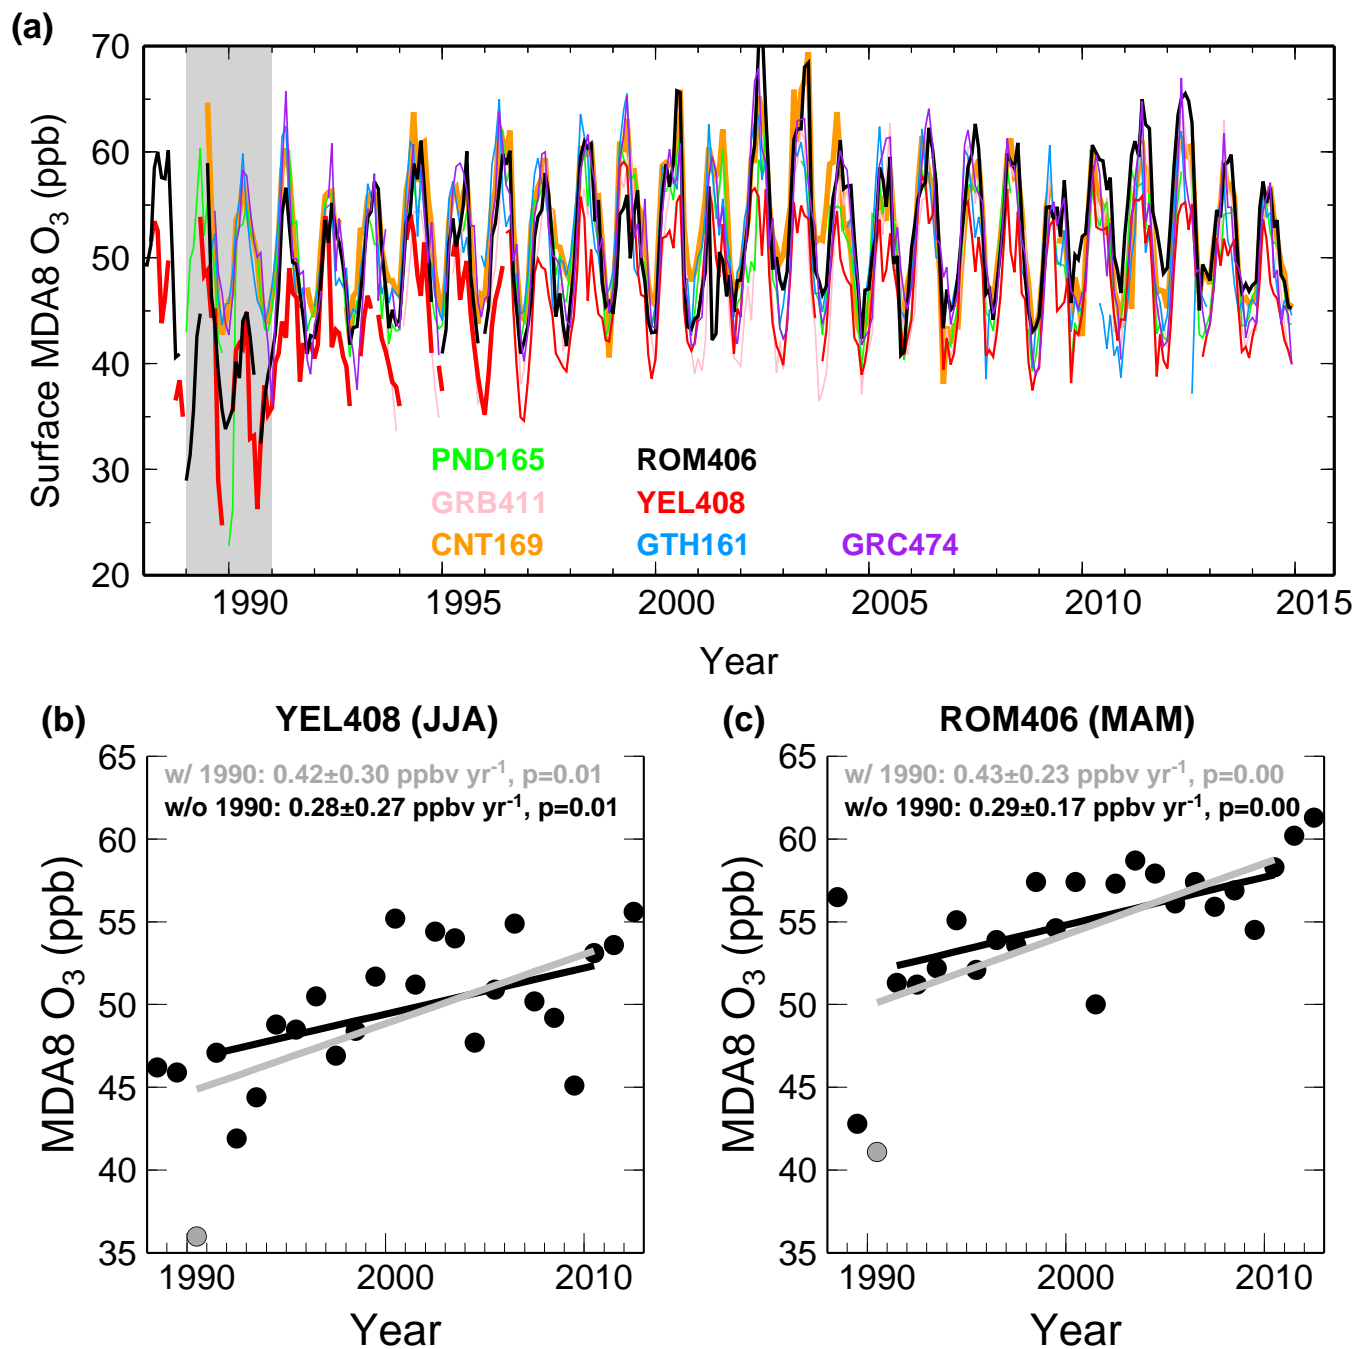 (a)
70
60
50
40
30
20
Surface MDA8 O3 (ppb)
PND165 ROM406
GRB411 YEL408
CNT169 GTH161 GRC474
1990 1995 2000 2005 2010 2015
Year
(b) YEL408 (JJA)
65
60
55
50
45
40
35
MDA8 O3 (ppb)
w/ 1990: 0.42±0.30 ppbv yr-1, p=0.01
w/o 1990: 0.28±0.27 ppbv yr-1, p=0.01
1990 2000 2010
Year
(c) ROM406 (MAM)
65
60
55
50
45
40
35
MDA8 O3 (ppb)
w/ 1990: 0.43±0.23 ppbv yr-1, p=0.00
w/o 1990: 0.29±0.17 ppbv yr-1, p=0.00
1990 2000 2010
Year